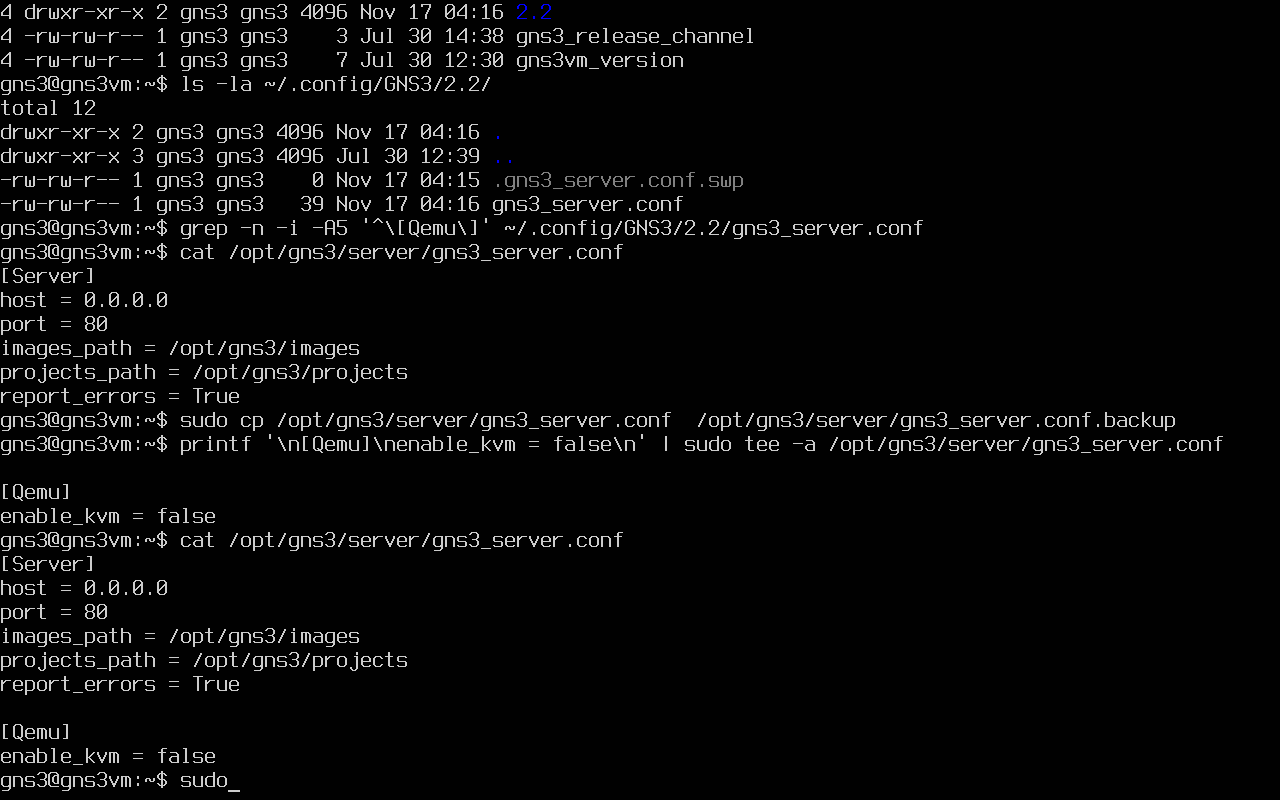 4 drwxr-xr-x 2 gns3 gns3 4096 Nov 17 04:16 2.2
4 -rw-rw-r-- 1 gns3 gns3    3 Jul 30 14:38 gns3_release_channel
4 -rw-rw-r-- 1 gns3 gns3    7 Jul 30 12:30 gns3vm_version
gns3@gns3vm:~$ ls -la ~/.config/GNS3/2.2/
total 12
drwxr-xr-x 2 gns3 gns3 4096 Nov 17 04:16 .
drwxr-xr-x 3 gns3 gns3 4096 Jul 30 12:39 ..
-rw-rw-r-- 1 gns3 gns3    0 Nov 17 04:15 .gns3_server.conf.swp
-rw-rw-r-- 1 gns3 gns3   39 Nov 17 04:16 gns3_server.conf
gns3@gns3vm:~$ grep -n -i -A5 '^\[Qemu\]' ~/.config/GNS3/2.2/gns3_server.conf
gns3@gns3vm:~$ cat /opt/gns3/server/gns3_server.conf
[Server]
host = 0.0.0.0
port = 80
images_path = /opt/gns3/images
projects_path = /opt/gns3/projects
report_errors = True
gns3@gns3vm:~$ sudo cp /opt/gns3/server/gns3_server.conf  /opt/gns3/server/gns3_server.conf.backup
gns3@gns3vm:~$ printf '\n[Qemu]\nenable_kvm = false\n' | sudo tee -a /opt/gns3/server/gns3_server.conf

[Qemu]
enable_kvm = false
gns3@gns3vm:~$ cat /opt/gns3/server/gns3_server.conf
[Server]
host = 0.0.0.0
port = 80
images_path = /opt/gns3/images
projects_path = /opt/gns3/projects
report_errors = True

[Qemu]
enable_kvm = false
gns3@gns3vm:~$ sudo_